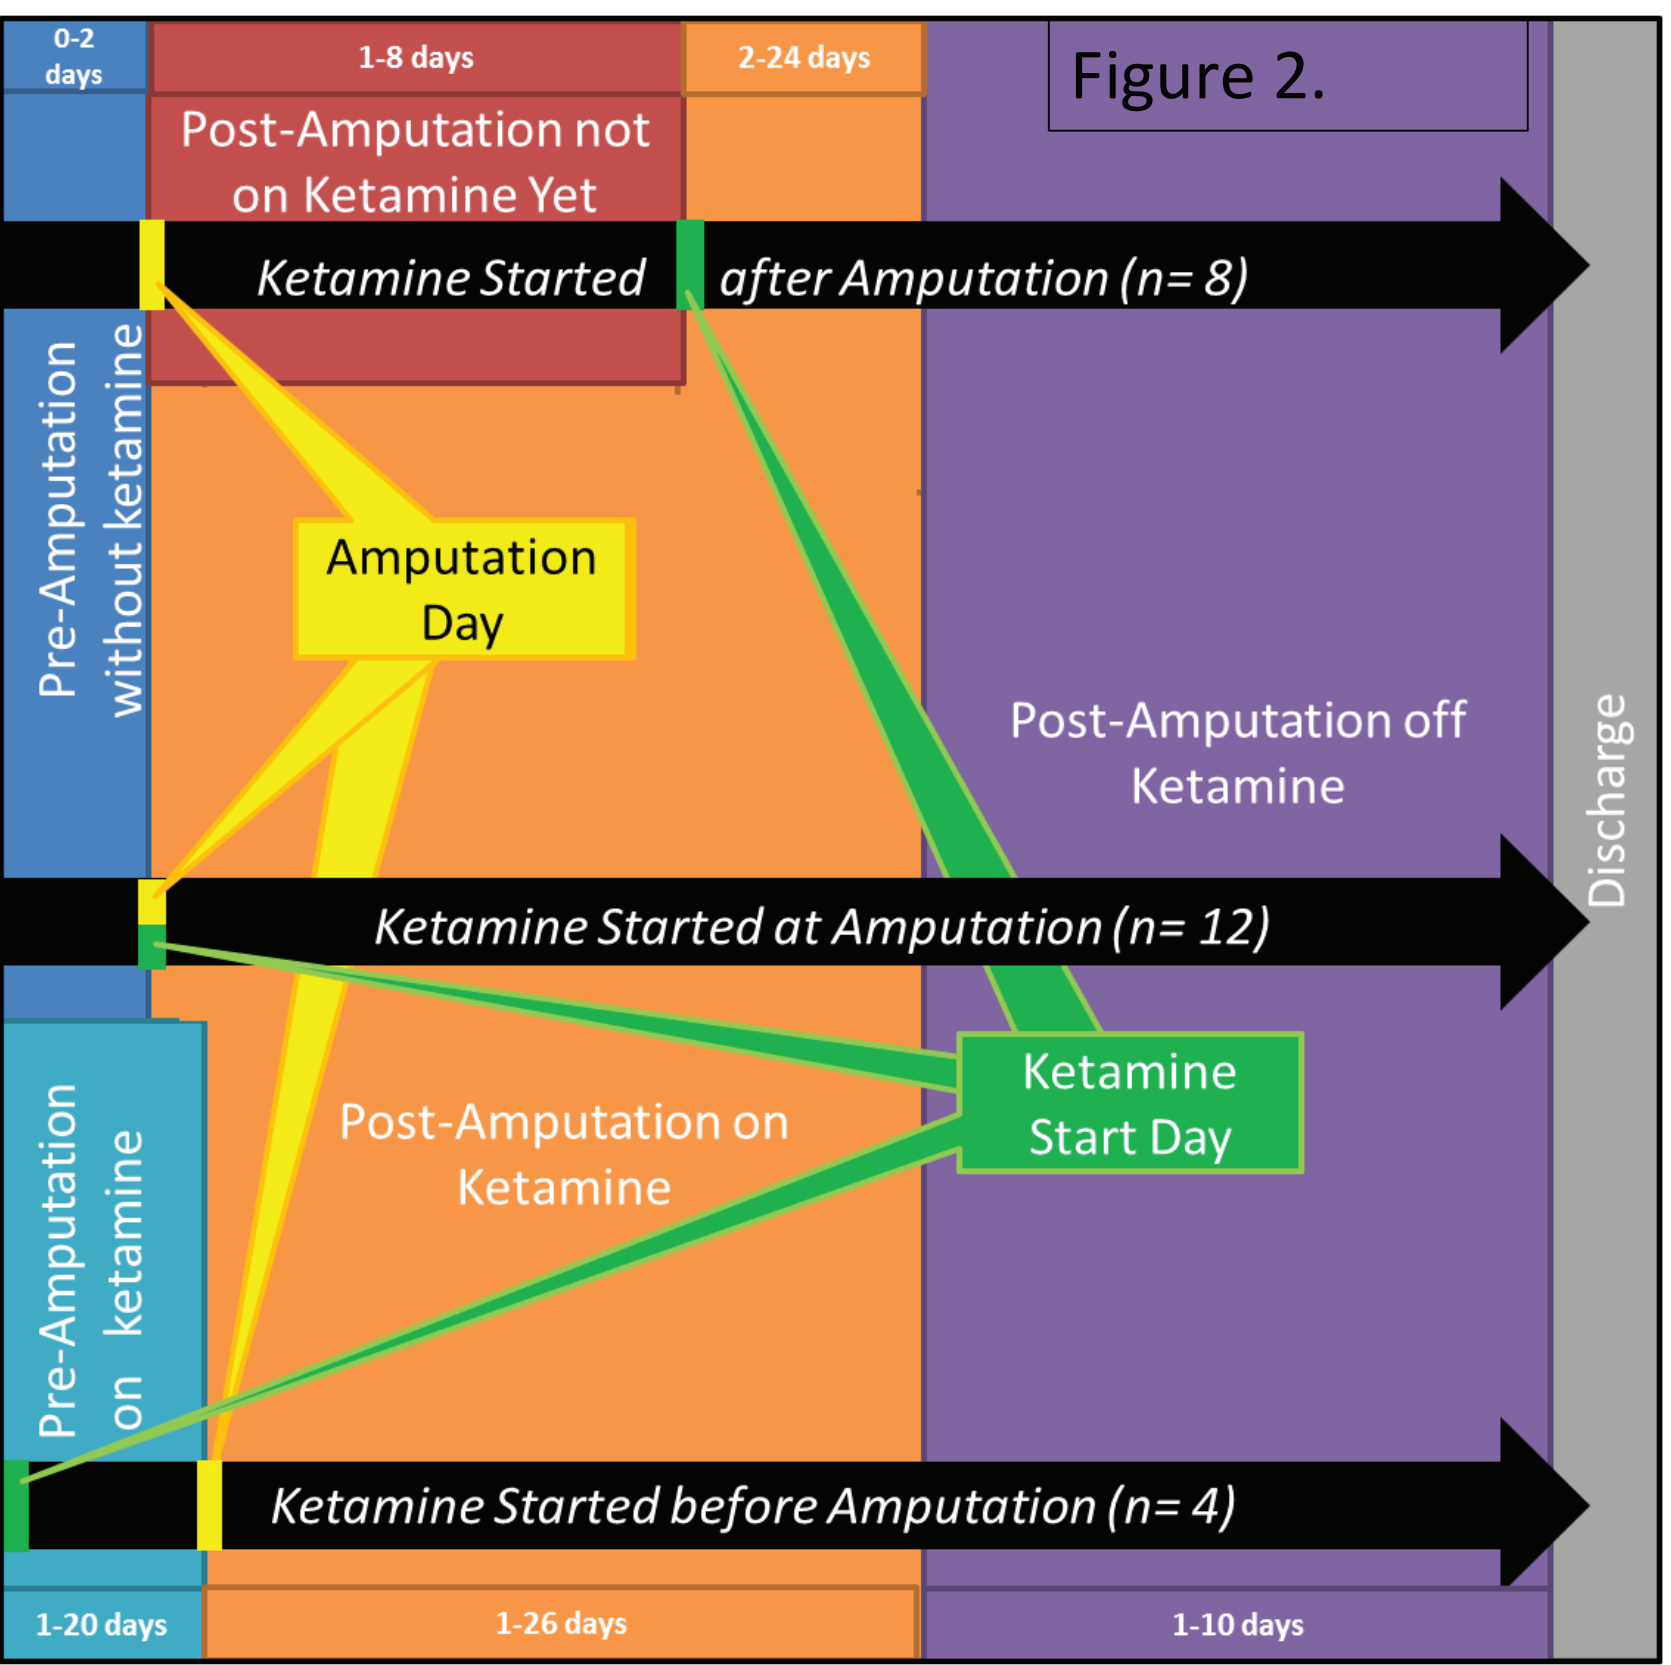 0-2
days
1-8 days
2-24 days
Figure 2.
Post-Amputation not
on Ketamine Yet
Ketamine Started after Amputation (n= 8)
Pre-Amputation
without ketamine
Amputation
Day
Post-Amputation off
Ketamine
Discharge
Ketamine Started at Amputation (n= 12)
Ketamine
Start Day
Pre-Amputation
on ketamine
Post-Amputation on
Ketamine
Ketamine Started before Amputation (n= 4)
1-20 days
1-26 days
1-10 days